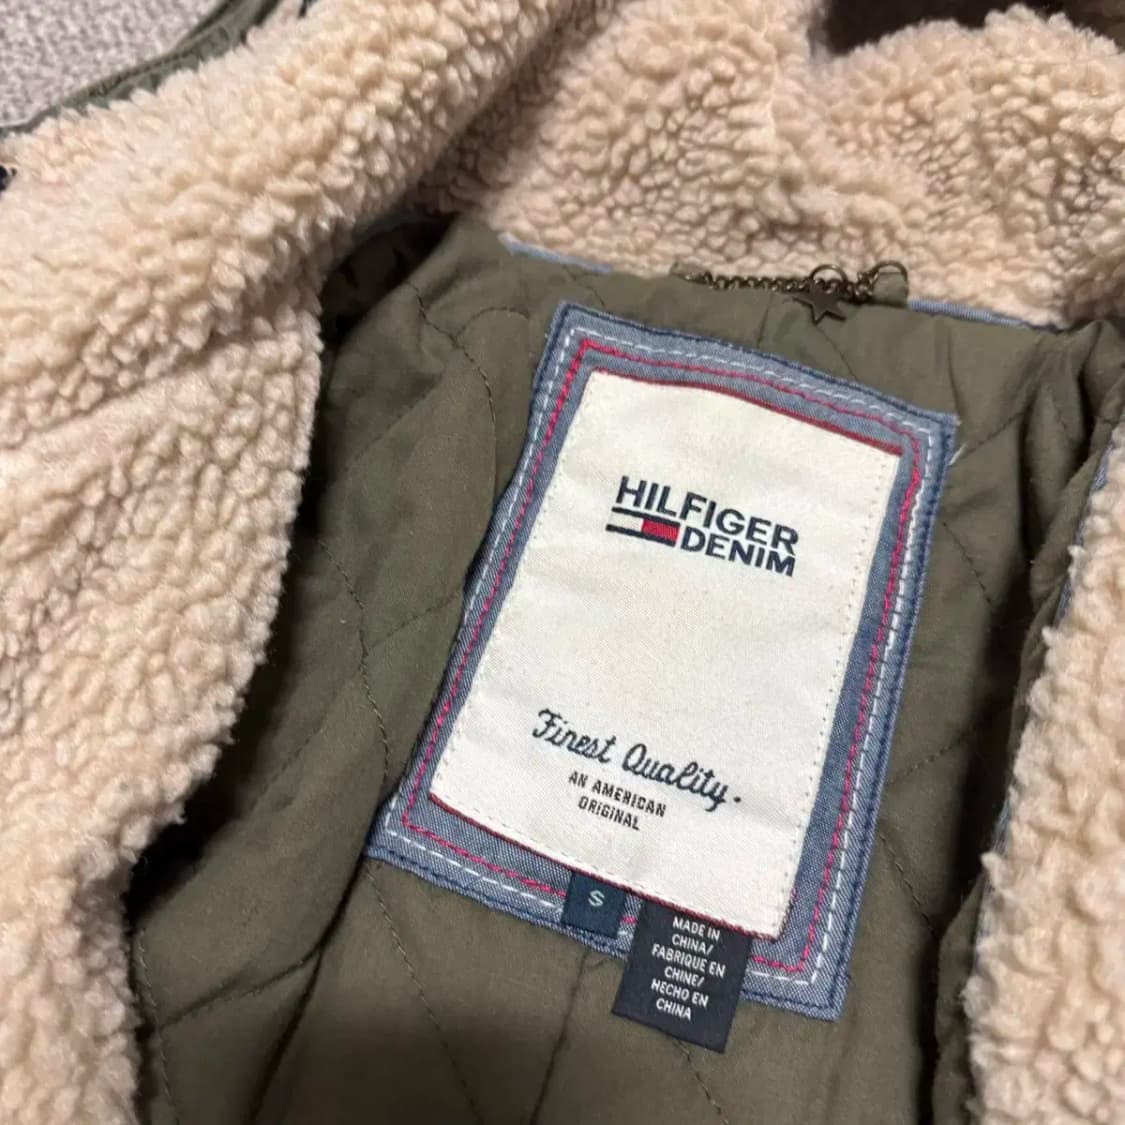 HILFIGER
DENIM
Finest Quality.
AN AMERICAN
ORIGINAL
S
MADE IN
CHINA/
FABRIQUE EN
CHINE/
HECHO EN
CHINA